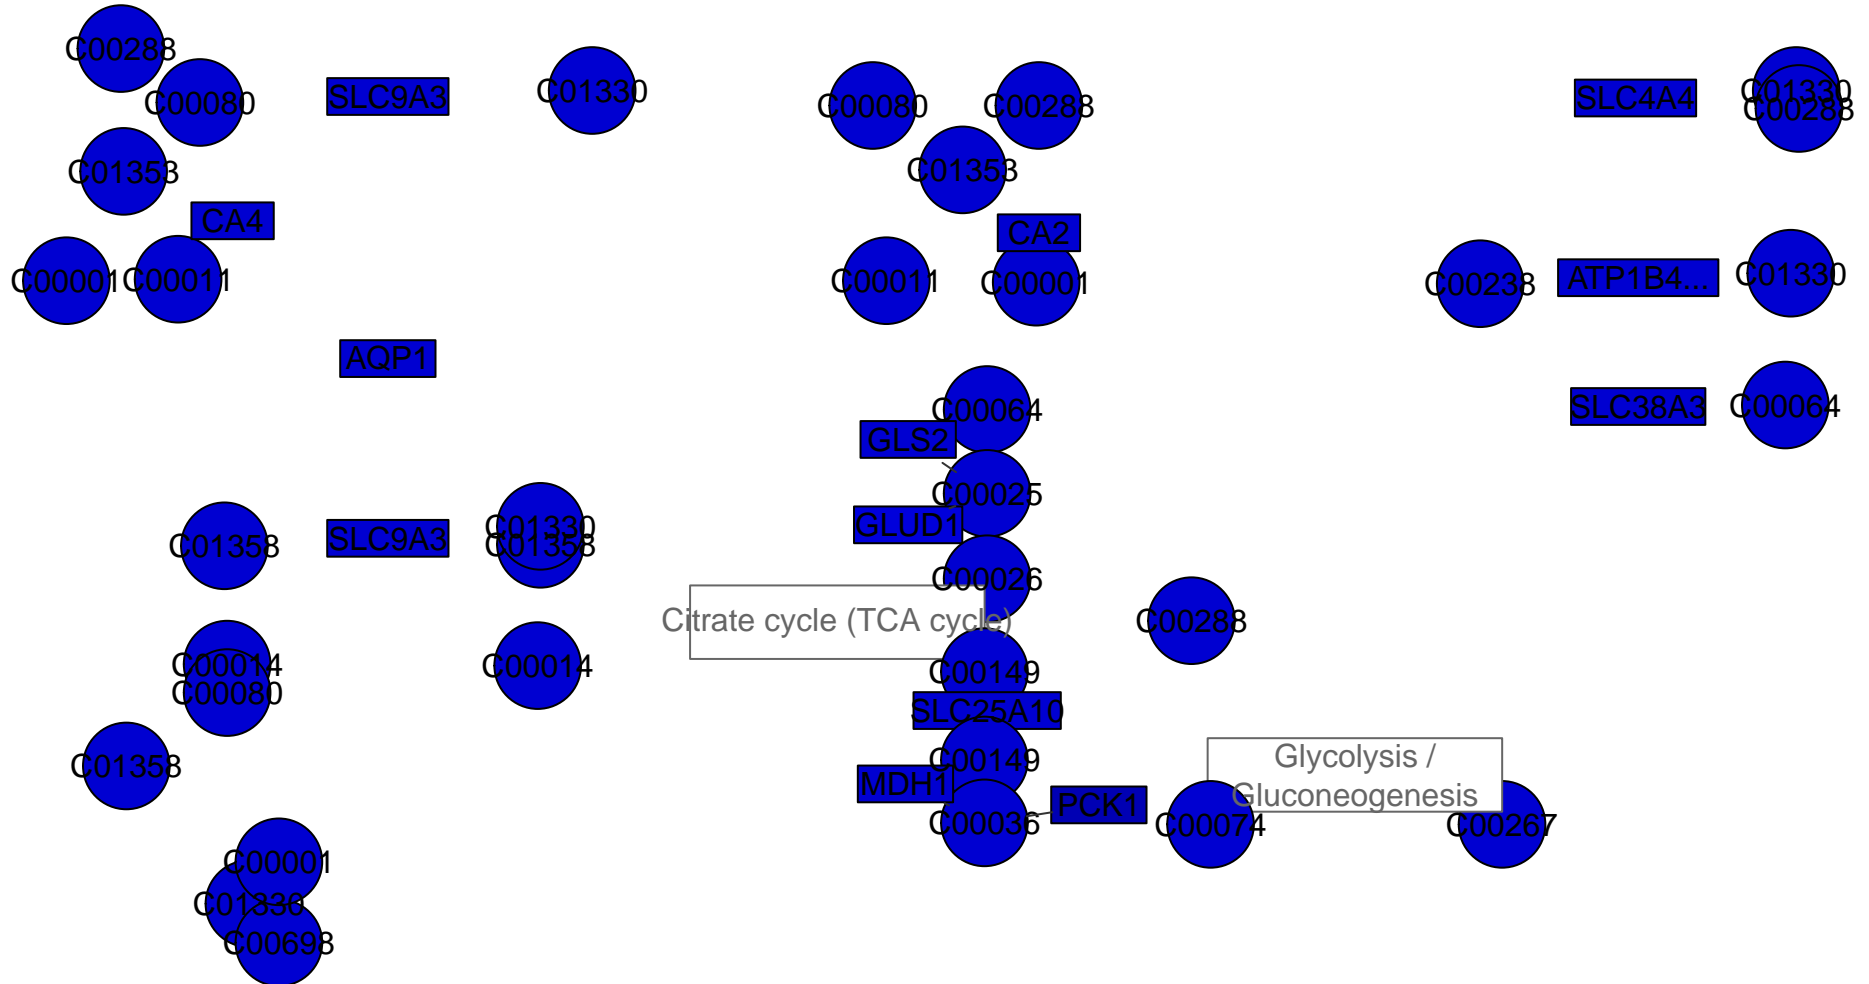 C00288
C00080
SLC9A3
C01330
C00080
C00288
SLC4A4
C01330
C00288
C01353
C01353
CA4
CA2
C00001
C00011
C00011
C00001
C00238
ATP1B4...
C01330
AQP1
C00064
SLC38A3
C00064
GLS2
C00025
GLUD1
C01358
SLC9A3
C01330
C01358
C00026
Citrate cycle (TCA cycle)
C00288
C00014
C00080
C00014
C00149
SLC25A10
C01358
C00149
MDH1
C00036
PCK1
C00074
Glycolysis /
Gluconeogenesis
C00267
C00001
C01330
C00698